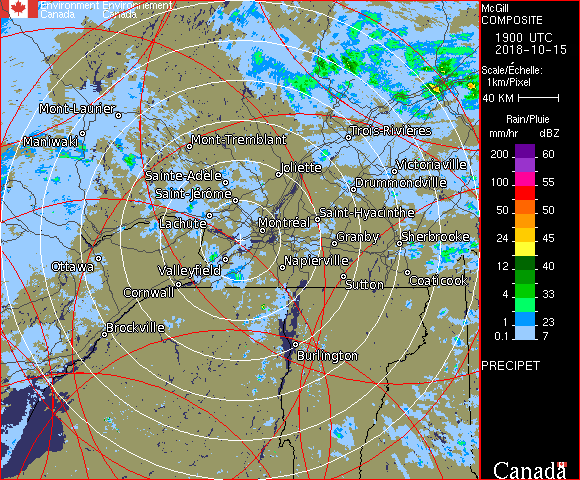 Environment Environnement
Canada Canada
McGill
COMPOSITE
1900 UTC
2018-10-15
Scale/Échelle:
1km/Pixel
40 KM
Rain/Pluie
mm/hr dBZ
200 60
100 55
50 50
24 45
12 40
4 33
1 23
0.1 7
PRECIPET
Canada
Mont-Laurier
Maniwaki
Mont-Tremblant
Trois-Rivières
Joliette
Victoriaville
Sainte-Adèle
Drummondville
Saint-Jérôme
Saint-Hyacinthe
Lachute
Montréal
Granby
Sherbrooke
Ottawa
Valleyfield
Napierville
Cornwall
Sutton
Coaticook
Brockville
Burlington